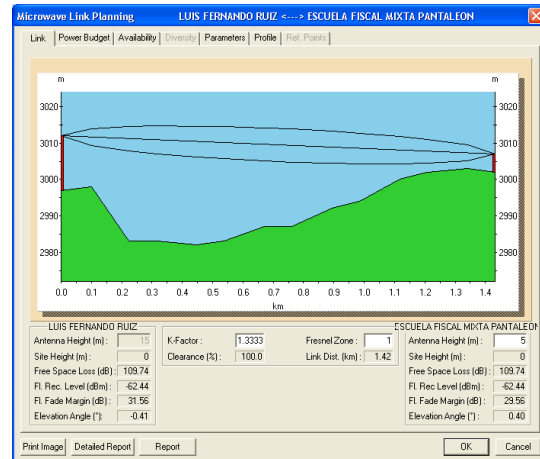 Microwave Link Planning LUIS FERNANDO RUIZ <---> ESCUELA FISCAL MIXTA PANTALEON
Link Power Budget Availability Diversity Parameters Profile Ref. Points
m m
3020 3020
3010 3010
3000 3000
2990 2990
2980 2980
0.0 0.1 0.2 0.3 0.4 0.5 0.6 0.7 0.8 0.9 1.0 1.1 1.2 1.3 1.4
km
LUIS FERNANDO RUIZ
Antenna Height (m) : 15
Site Height (m) : 0
Free Space Loss (dB) : 109.74
Fl. Rec. Level (dBm) : -62.44
Fl. Fade Margin (dB) : 31.56
Elevation Angle (°): -0.41
K-Factor : 1.3333 Fresnel Zone : 1
Clearance (%) : 100.0 Link Dist. (km) : 1.42
ESCUELA FISCAL MIXTA PANTALEON
Antenna Height (m) : 5
Site Height (m) : 0
Free Space Loss (dB) : 109.74
Fl. Rec. Level (dBm) : -62.44
Fl. Fade Margin (dB) : 29.56
Elevation Angle (°) : 0.40
Print Image Detailed Report Report OK Cancel